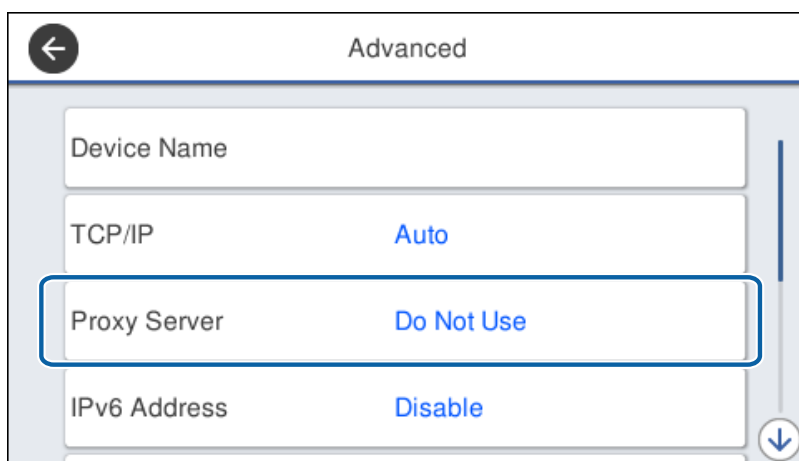 Advanced
Device Name
TCP/IP Auto
Proxy Server Do Not Use
IPv6 Address Disable